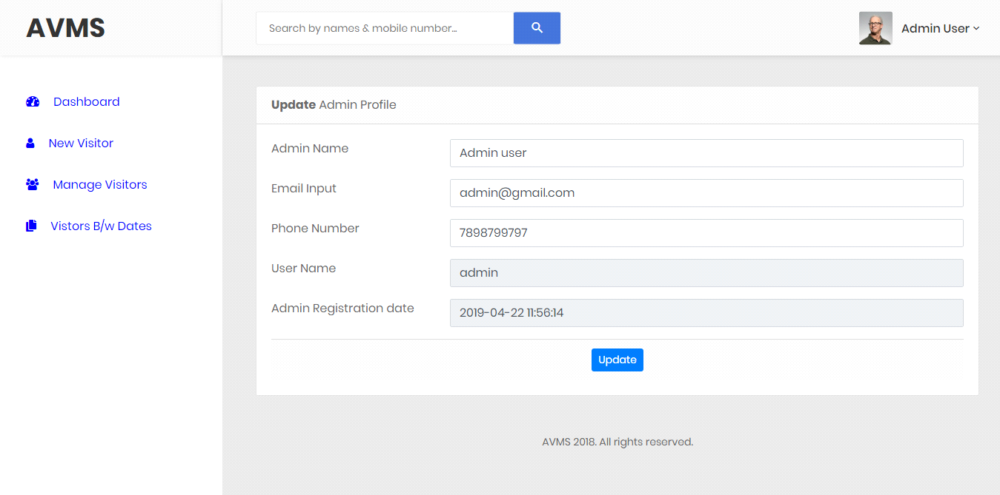 AVMS
Search by names & mobile number...
Admin User
Dashboard
New Visitor
Manage Visitors
Vistors B/w Dates
Update Admin Profile
Admin Name
Admin user
Email Input
admin@gmail.com
Phone Number
7898799797
User Name
admin
Admin Registration date
2019-04-22 11:56:14
Update
AVMS 2018. All rights reserved.